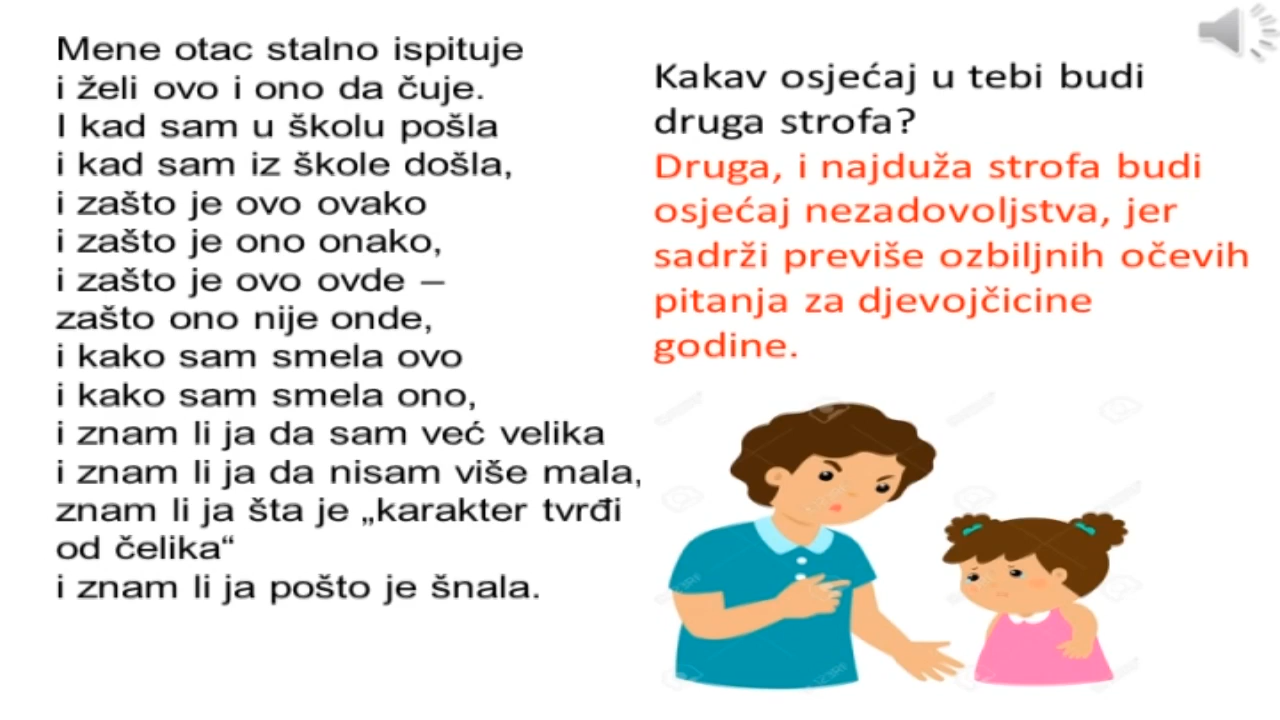 Mene otac stalno ispituje
i želi ovo i ono da čuje.
I kad sam u školu pošla
i kad sam iz škole došla,
i zašto je ovo ovako
i zašto je ono onako,
i zašto je ovo ovde –
zašto ono nije onde,
i kako sam smela ovo
i kako sam smela ono,
i znam li ja da sam već velika
i znam li ja da nisam više mala,
znam li ja šta je „karakter tvrđi
od čelika“
i znam li ja pošto je šnala.
Kakav osjećaj u tebi budi
druga strofa?
Druga, i najduža strofa budi
osjećaj nezadovoljstva, jer
sadrži previše ozbiljnih očevih
pitanja za djevojčicine
godine.